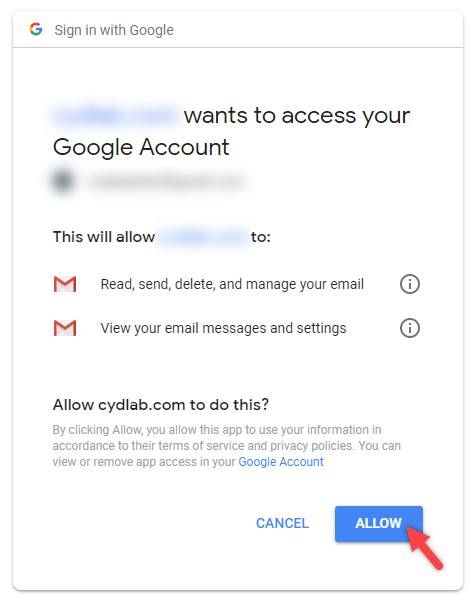 Sign in with Google
wants to access your
Google Account
This will allow to:
Read, send, delete, and manage your email
View your email messages and settings
Allow cydlab.com to do this?
By clicking Allow, you allow this app to use your information in
accordance to their terms of service and privacy policies. You can
view or remove app access in your Google Account
CANCEL
ALLOW